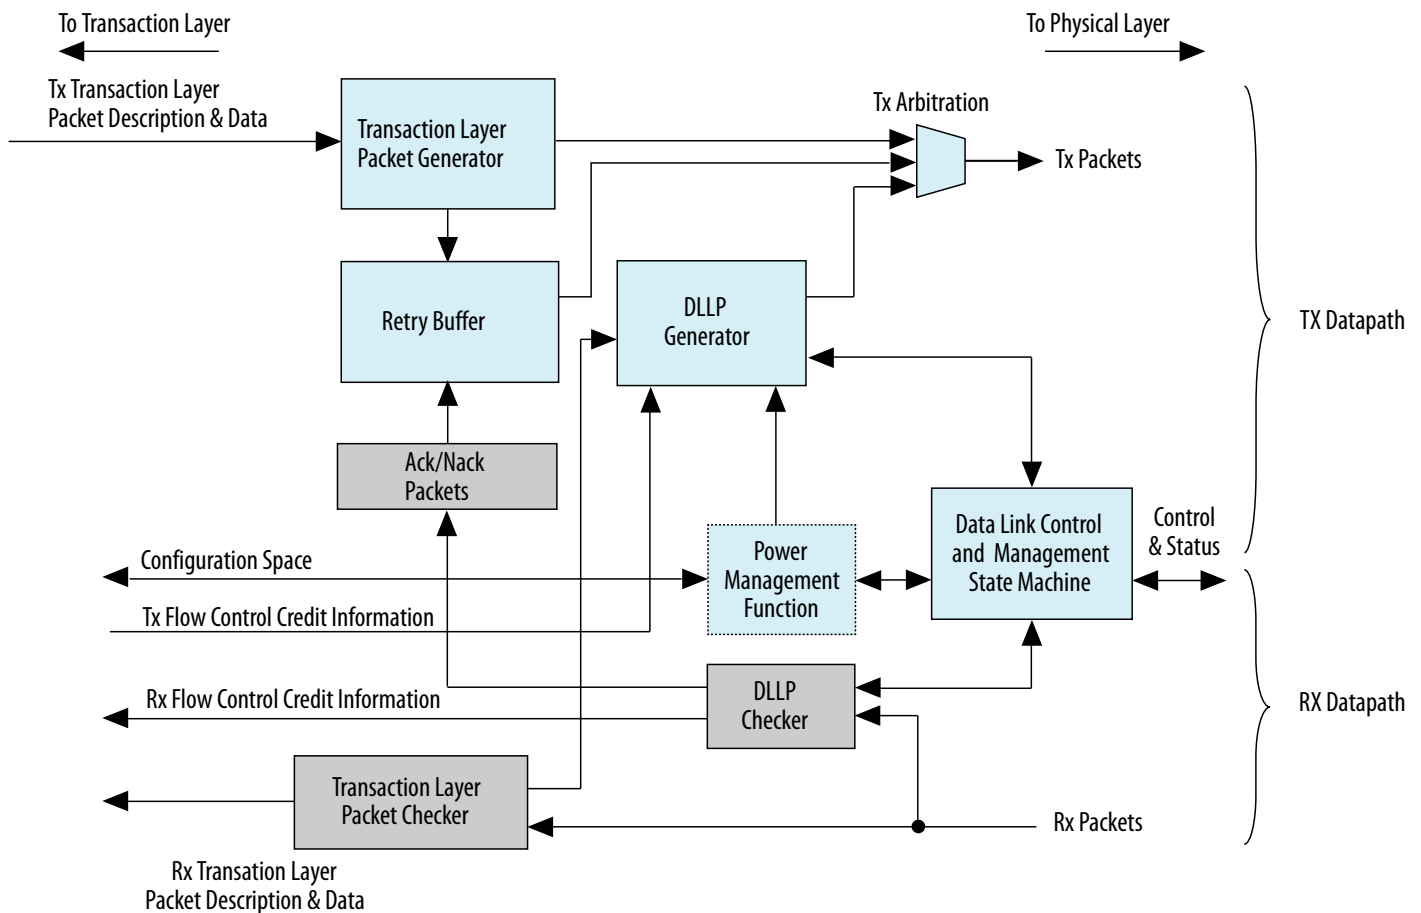 To Transaction Layer
To Physical Layer
Tx Transaction Layer
Packet Description & Data
Transaction Layer
Packet Generator
Tx Arbitration
Tx Packets
Retry Buffer
DLLP
Generator
TX Datapath
Ack/Nack
Packets
Configuration Space
Power
Management
Function
Data Link Control
and Management
State Machine
Control
& Status
Tx Flow Control Credit Information
Rx Flow Control Credit Information
DLLP
Checker
RX Datapath
Transaction Layer
Packet Checker
Rx Packets
Rx Transation Layer
Packet Description & Data